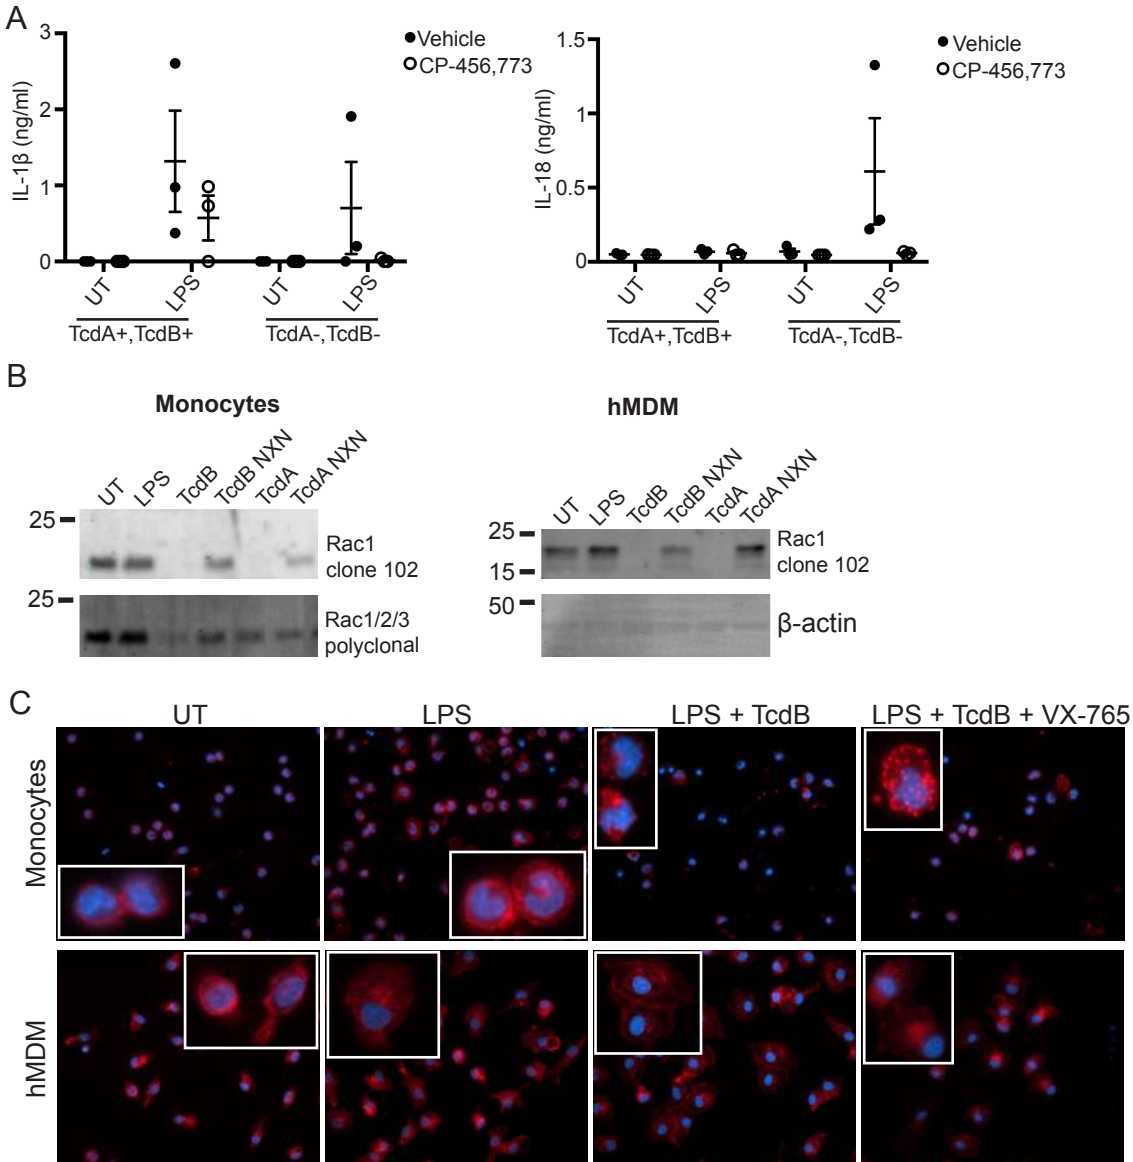 A
3
2
1
0
IL-1β (ng/ml)
Vehicle
CP-456,773
UT
LPS
UT
LPS
TcdA+,TcdB+
TcdA-,TcdB-
1.5
1
0.5
0
IL-18 (ng/ml)
Vehicle
CP-456,773
UT
LPS
UT
LPS
TcdA+,TcdB+
TcdA-,TcdB-
B
Monocytes
UT
LPS
TcdB
TcdB NXN
TcdA
TcdA NXN
25
Rac1
clone 102
25
Rac1/2/3
polyclonal
hMDM
UT
LPS
TcdB
TcdB NXN
TcdA
TcdA NXN
25
15
Rac1
clone 102
50
β-actin
C
UT
LPS
LPS + TcdB
LPS + TcdB + VX-765
Monocytes
hMDM